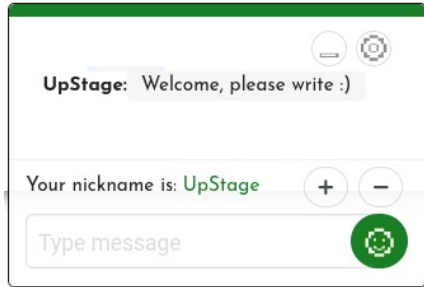 UpStage: Welcome, please write :)
Your nickname is: UpStage
Type message